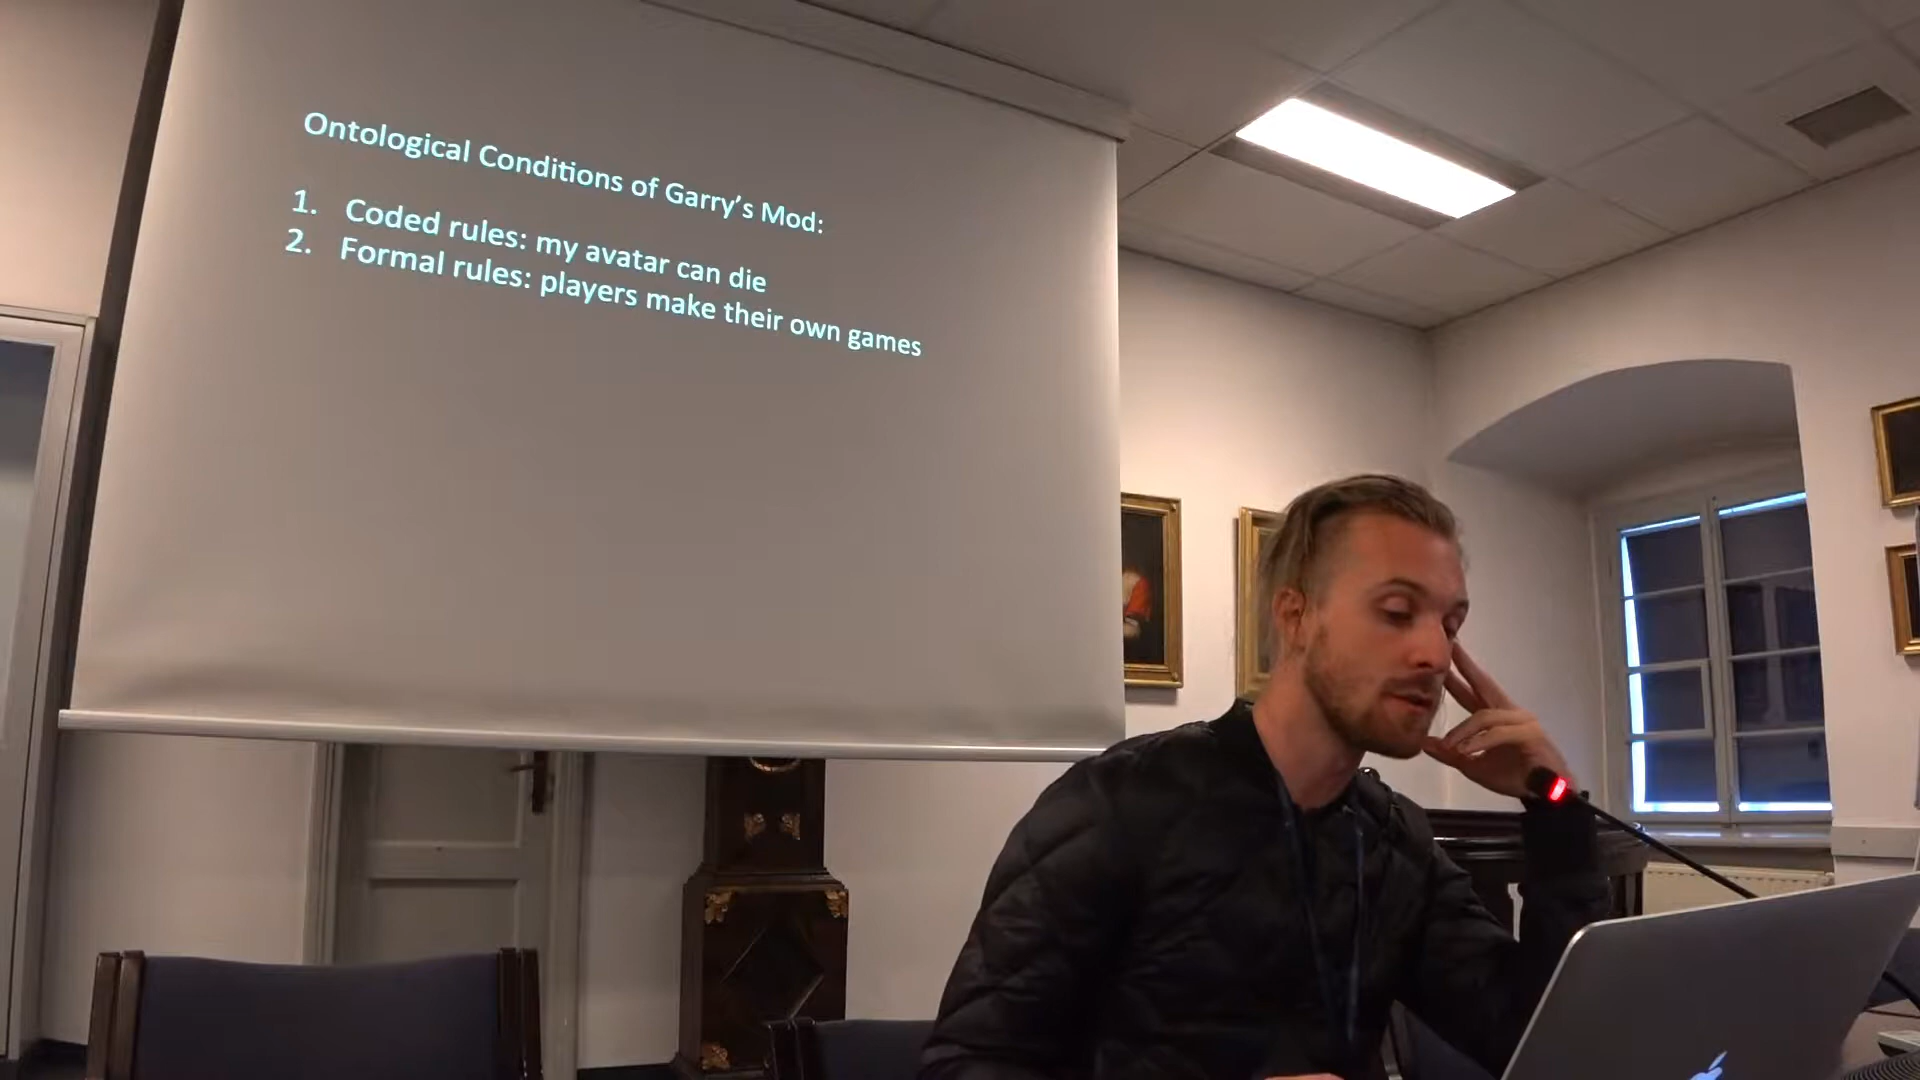 Ontological Conditions of Garry’s Mod:
1. Coded rules: my avatar can die
2. Formal rules: players make their own games